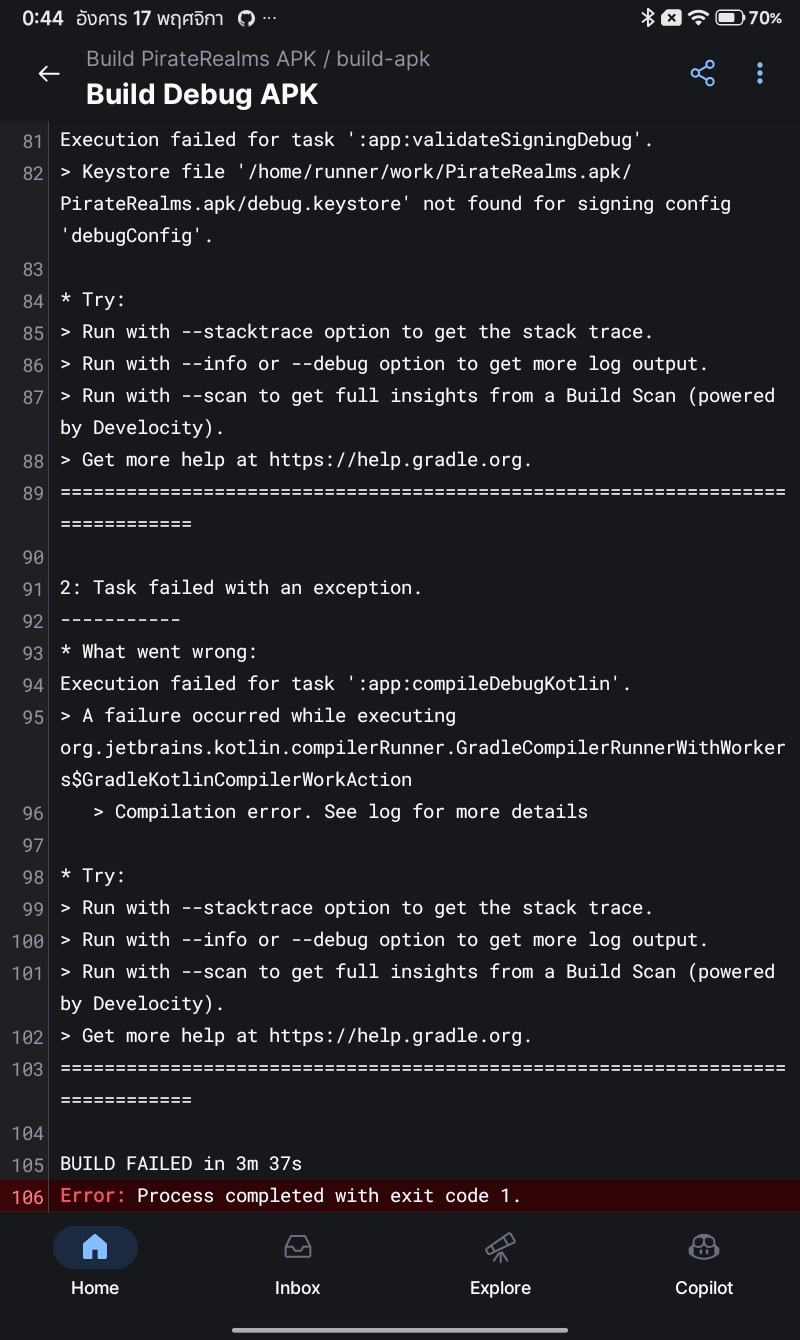 0:44 อังคาร 17 พฤศจิกา ···
70%
Build PirateRealms APK / build-apk
Build Debug APK
81 Execution failed for task ':app:validateSigningDebug'.
82 > Keystore file '/home/runner/work/PirateRealms.apk/
PirateRealms.apk/debug.keystore' not found for signing config
'debugConfig'.
83
84 * Try:
85 > Run with --stacktrace option to get the stack trace.
86 > Run with --info or --debug option to get more log output.
87 > Run with --scan to get full insights from a Build Scan (powered
by Develocity).
88 > Get more help at https://help.gradle.org.
89 ==================================================================
============
90
91 2: Task failed with an exception.
92 -----------
93 * What went wrong:
94 Execution failed for task ':app:compileDebugKotlin'.
95 > A failure occurred while executing
org.jetbrains.kotlin.compilerRunner.GradleCompilerRunnerWithWorker
s$GradleKotlinCompilerWorkAction
96 > Compilation error. See log for more details
97
98 * Try:
99 > Run with --stacktrace option to get the stack trace.
100 > Run with --info or --debug option to get more log output.
101 > Run with --scan to get full insights from a Build Scan (powered
by Develocity).
102 > Get more help at https://help.gradle.org.
103 ==================================================================
============
104
105 BUILD FAILED in 3m 37s
106 Error: Process completed with exit code 1.
Home
Inbox
Explore
Copilot